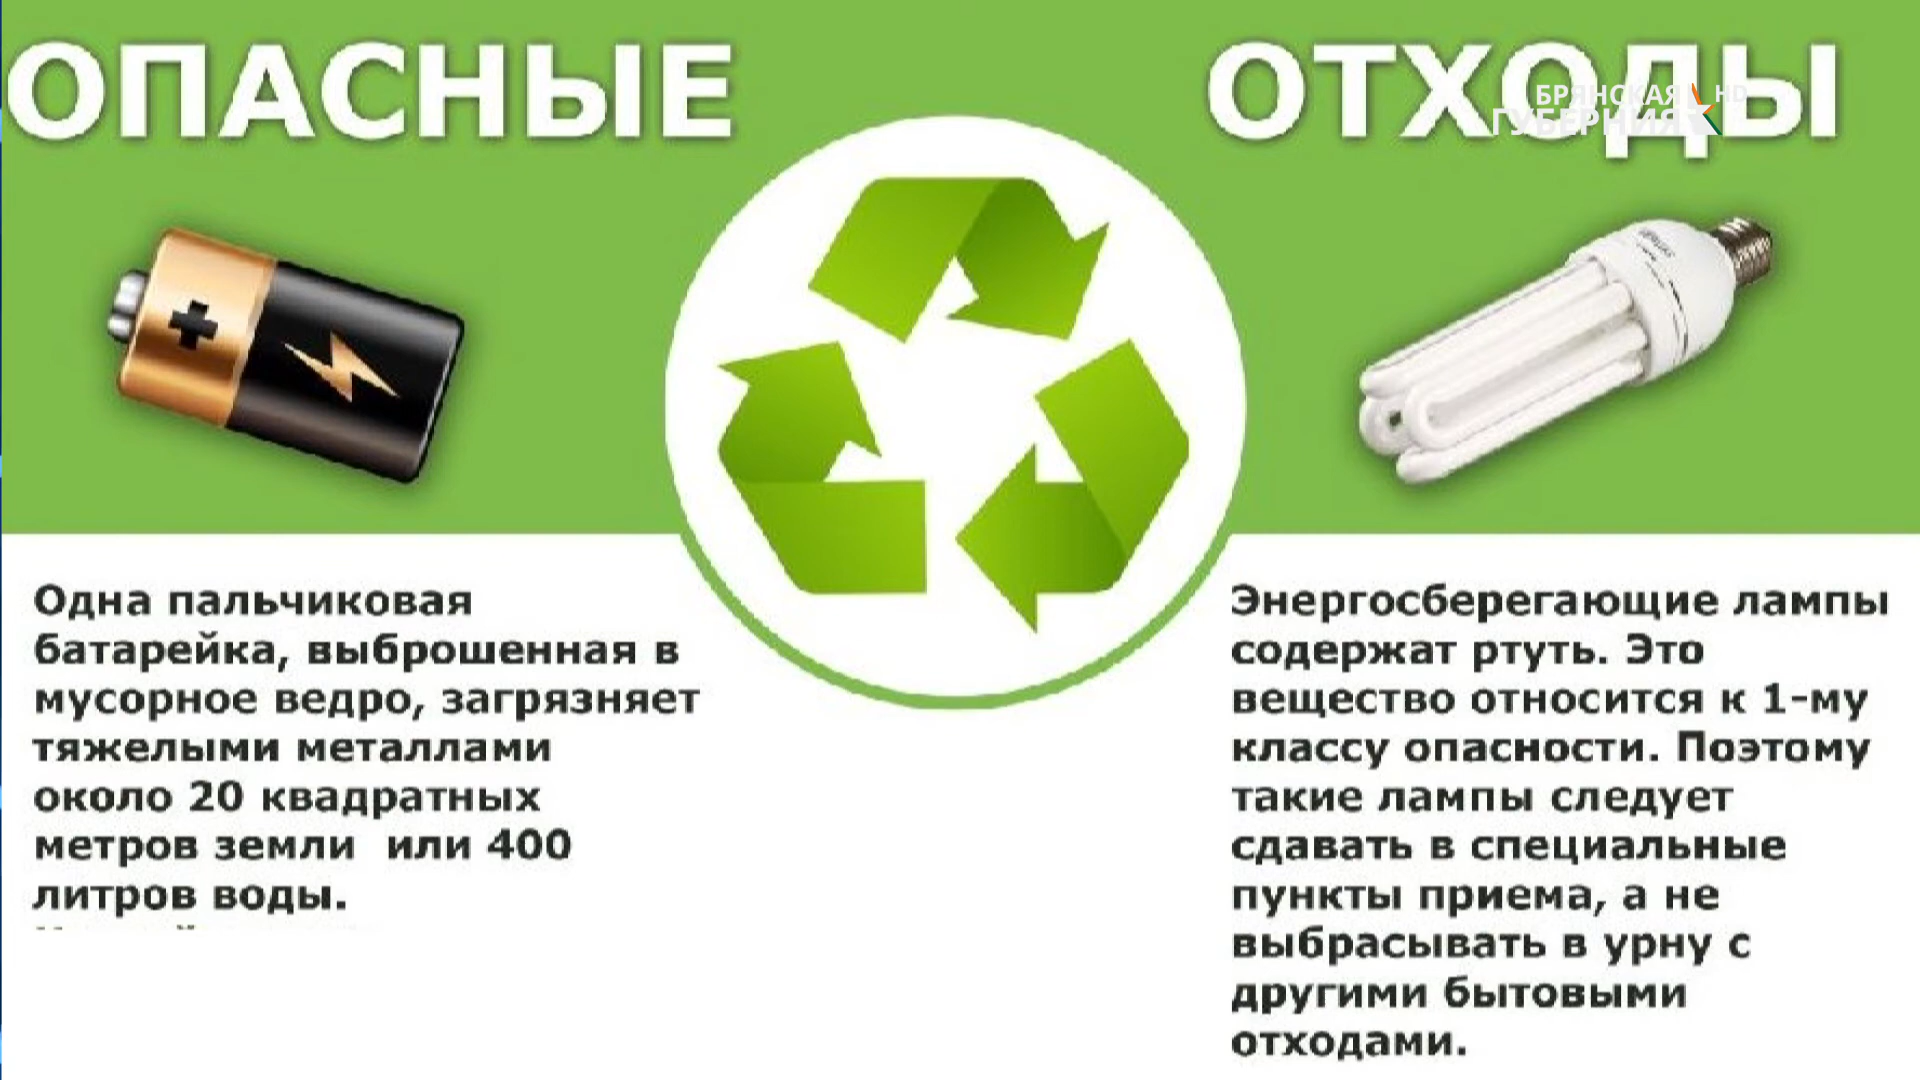 ОПАСНЫЕ ОТХОДЫ
БРЯНСКАЯ HD
ГУБЕРНИЯ
Одна пальчиковая
батарейка, выброшенная в
мусорное ведро, загрязняет
тяжелыми металлами
около 20 квадратных
метров земли или 400
литров воды.
Энергосберегающие лампы
содержат ртуть. Это
вещество относится к 1-му
классу опасности. Поэтому
такие лампы следует
сдавать в специальные
пункты приема, а не
выбрасывать в урну с
другими бытовыми
отходами.